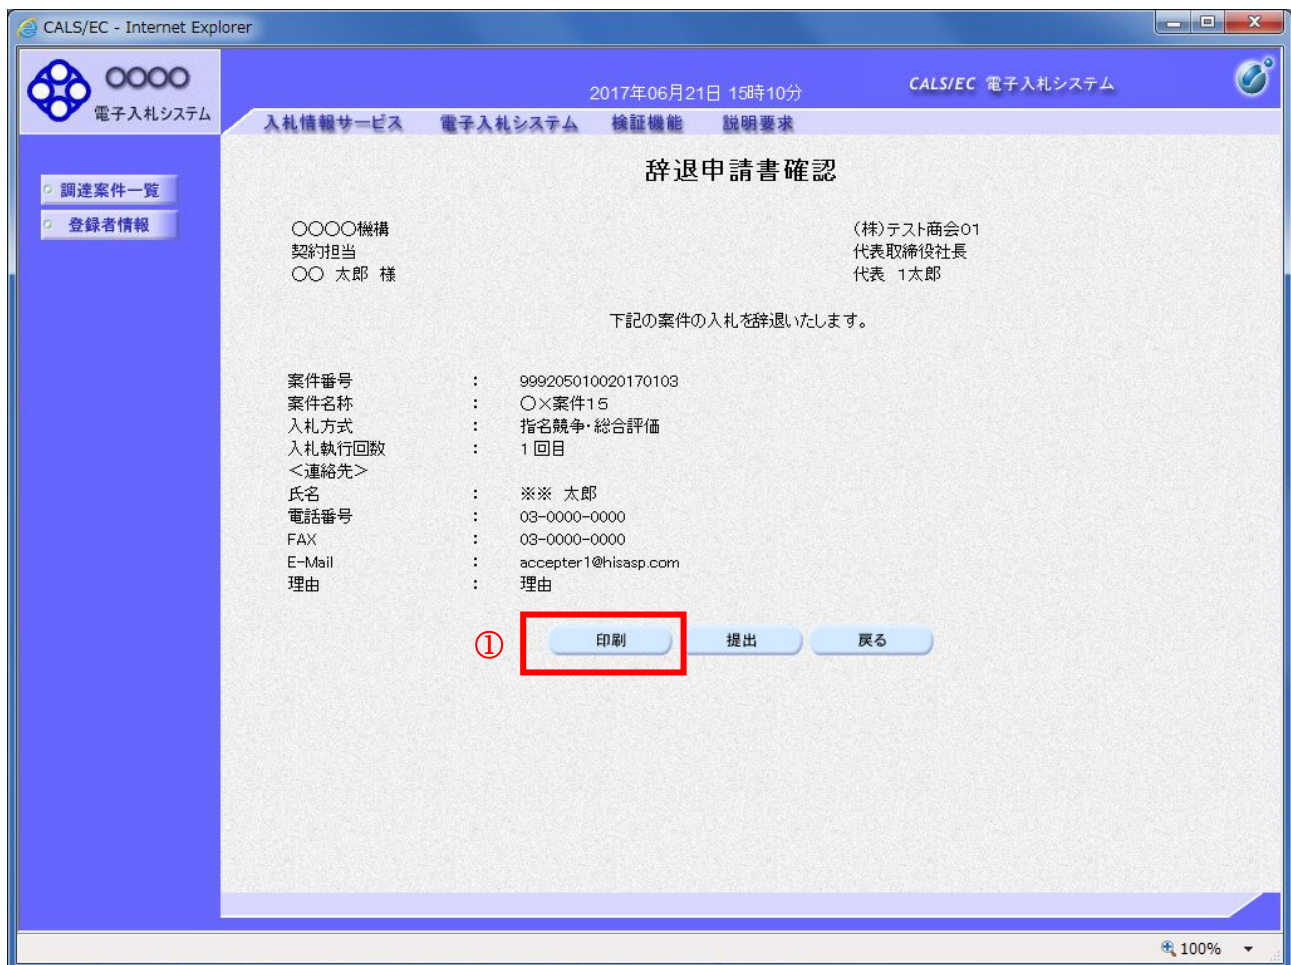 CALS/EC - Internet Explorer
○○○○
電子入札システム
2017年06月21日 15時10分
CALS/EC 電子入札システム
入札情報サービス 電子入札システム 検証機能 説明要求
調達案件一覧
登録者情報
辞退申請書確認
○○○○機構
契約担当
○○ 太郎 様
(株)テスト商会01
代表取締役社長
代表 1太郎
下記の案件の入札を辞退いたします。
案件番号 : 999205010020170103
案件名称 : ○×案件15
入札方式 : 指名競争・総合評価
入札執行回数 : 1回目
<連絡先>
氏名 : ※※ 太郎
電話番号 : 03-0000-0000
FAX : 03-0000-0000
E-Mail : accepter1@hisasp.com
理由 : 理由
① 印刷 提出 戻る
100%